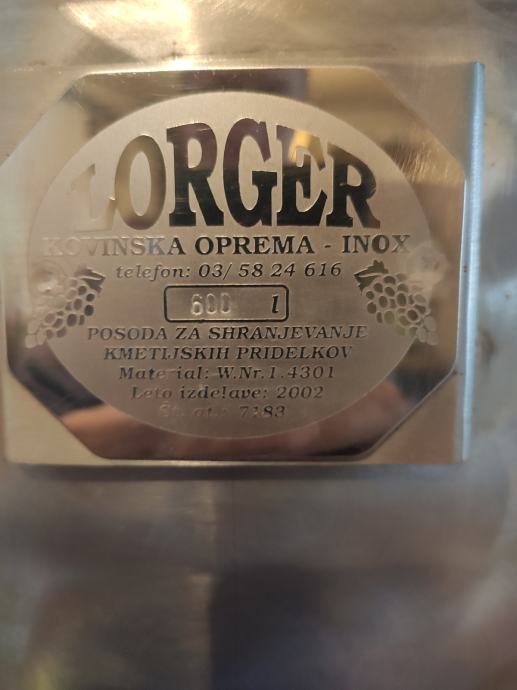 LORGER
KOVINSKA OPREMA - INOX
telefon: 03/ 58 24 616
600 l
POSODA ZA SHRANJEVANJE
KMETIJSKIH PRIDELKOV
Material: W.Nr.1.4301
Leto izdelave: 2002
7183